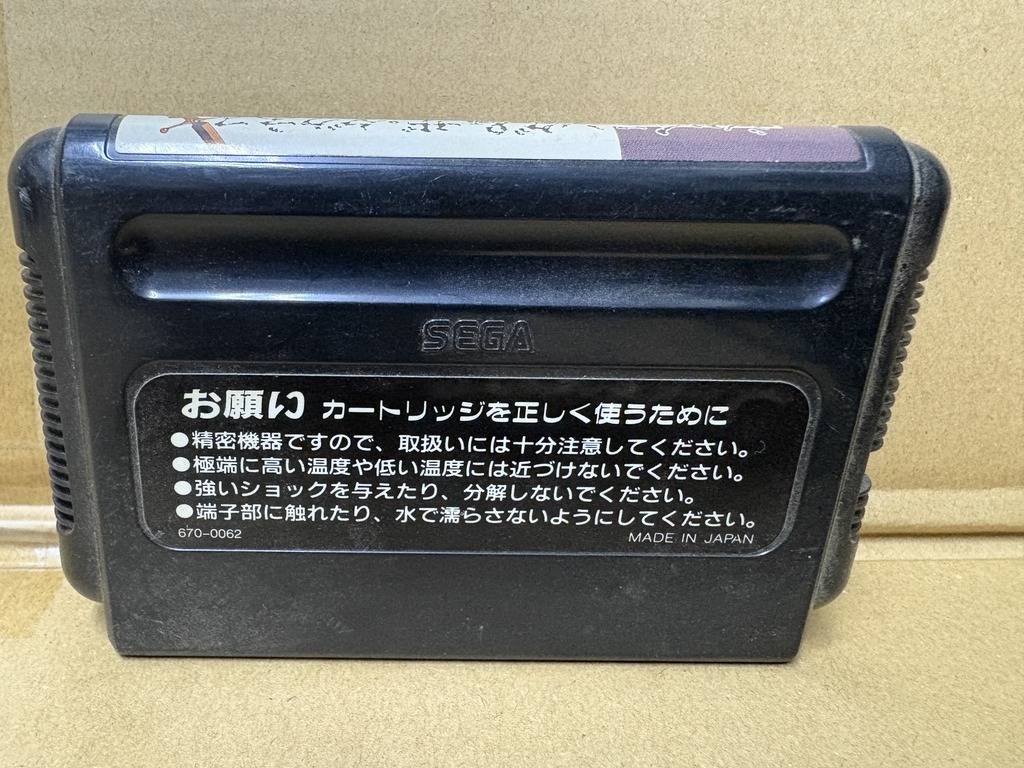 SEGA
お願い カートリッジを正しく使うために
●精密機器ですので、取扱いには十分注意してください。
●極端に高い温度や低い温度には近づけないでください。
●強いショックを与えたり、分解しないでください。
●端子部に触れたり、水で濡らさないようにしてください。
670-0062 MADE IN JAPAN